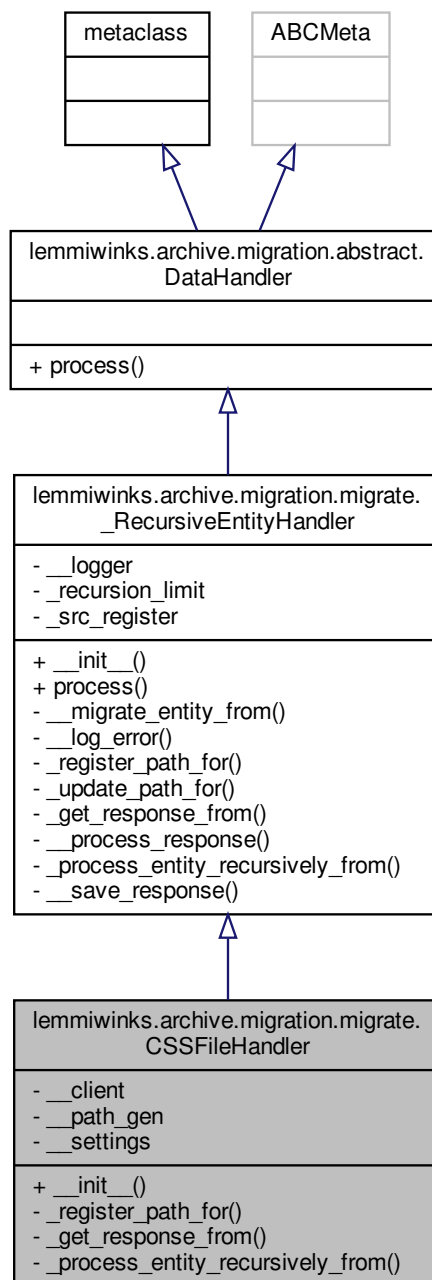 metaclass
ABCMeta
lemmiwinks.archive.migration.abstract.
DataHandler
+ process()
lemmiwinks.archive.migration.migrate.
_RecursiveEntityHandler
- __logger
- _recursion_limit
- _src_register
+ __init__()
+ process()
- __migrate_entity_from()
- __log_error()
- _register_path_for()
- _update_path_for()
- _get_response_from()
- __process_response()
- _process_entity_recursively_from()
- __save_response()
lemmiwinks.archive.migration.migrate.
CSSFileHandler
- __client
- __path_gen
- __settings
+ __init__()
- _register_path_for()
- _get_response_from()
- _process_entity_recursively_from()